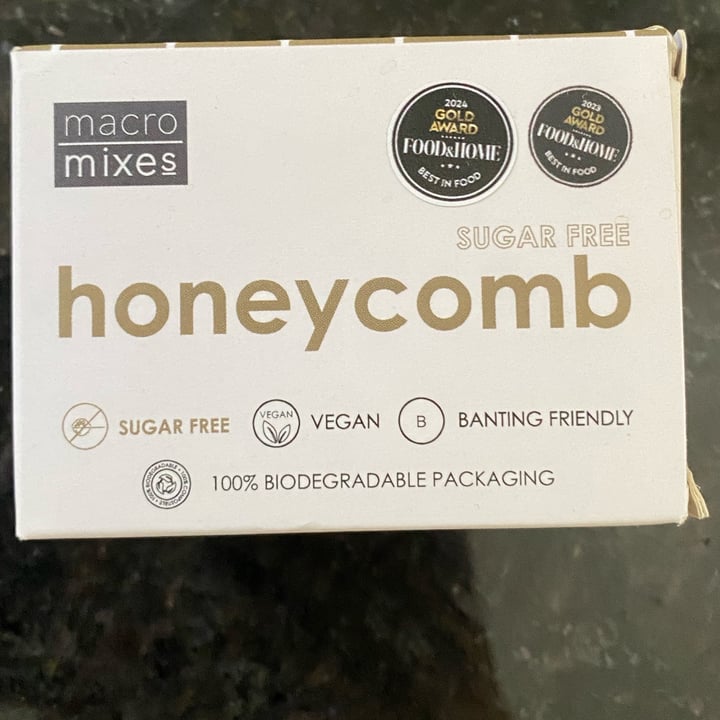 macro
mixes
2024
GOLD
AWARD
FOOD&HOME
BEST IN FOOD
2023
GOLD
AWARD
FOOD&HOME
BEST IN FOOD
SUGAR FREE
honeycomb
SUGAR FREE
VEGAN
VEGAN
B
BANTING FRIENDLY
100% BIODEGRADABLE PACKAGING